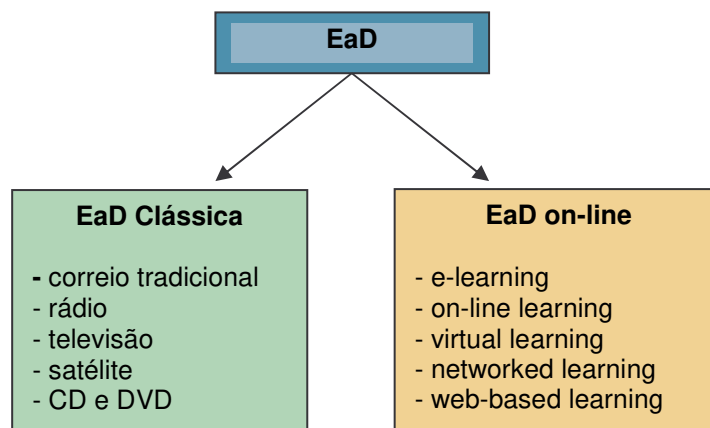 EaD
EaD Clássica
- correio tradicional
- rádio
- televisão
- satélite
- CD e DVD
EaD on-line
- e-learning
- on-line learning
- virtual learning
- networked learning
- web-based learning